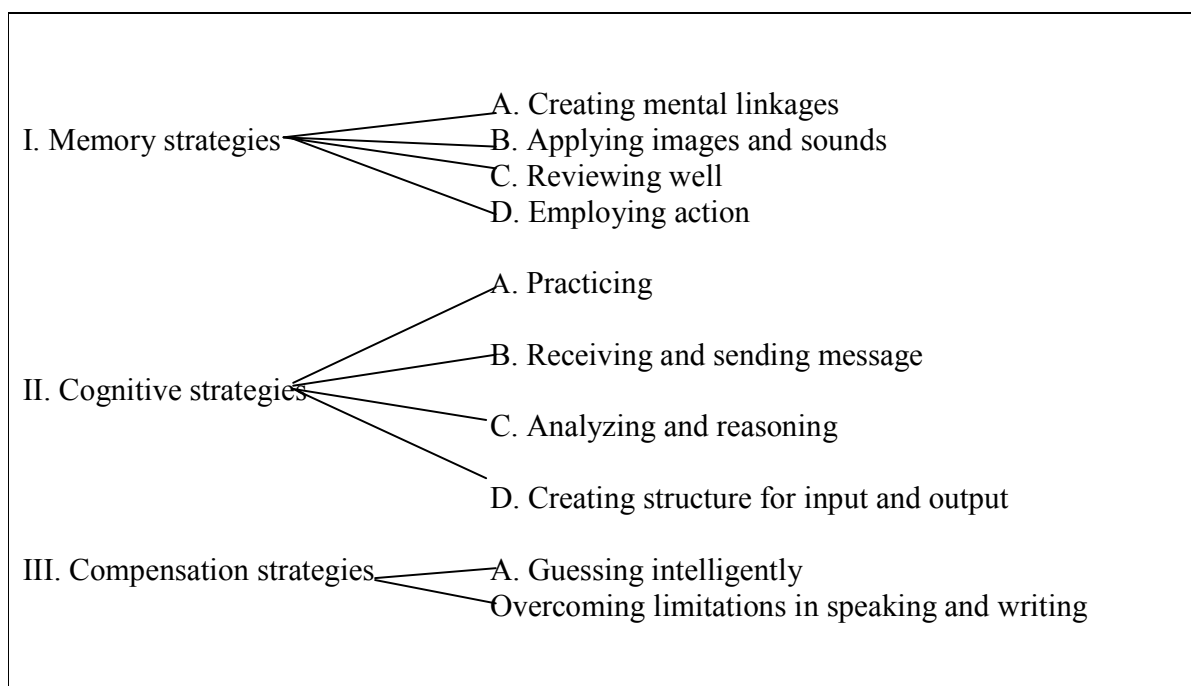 A. Creating mental linkages
I. Memory strategies
B. Applying images and sounds
C. Reviewing well
D. Employing action
A. Practicing
B. Receiving and sending message
II. Cognitive strategies
C. Analyzing and reasoning
D. Creating structure for input and output
III. Compensation strategies
A. Guessing intelligently
Overcoming limitations in speaking and writing